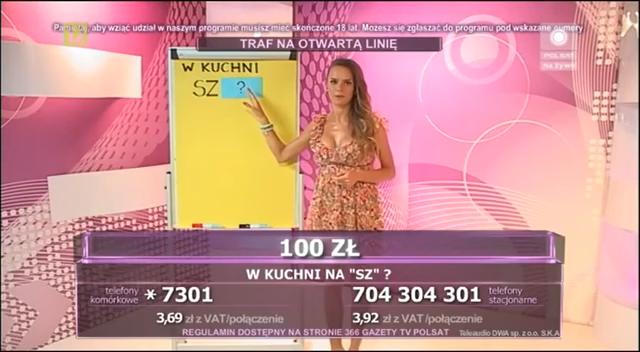 Pamiętaj, aby wziąć udział w naszym programie musisz mieć skończone 18 lat. Możesz się zgłaszać do programu pod wskazane numery
TRAF NA OTWARTĄ LINIĘ
POLSAT
NA ŻYWO
W KUCHNI
SZ ?
100 ZŁ
W KUCHNI NA "SZ" ?
telefony komórkowe * 7301
704 304 301 telefony stacjonarne
3,69 zł z VAT/połączenie
3,92 zł z VAT/połączenie
REGULAMIN DOSTĘPNY NA STRONIE 366 GAZETY TV POLSAT
Teleaudio DWA sp. z o.o. S.K.A